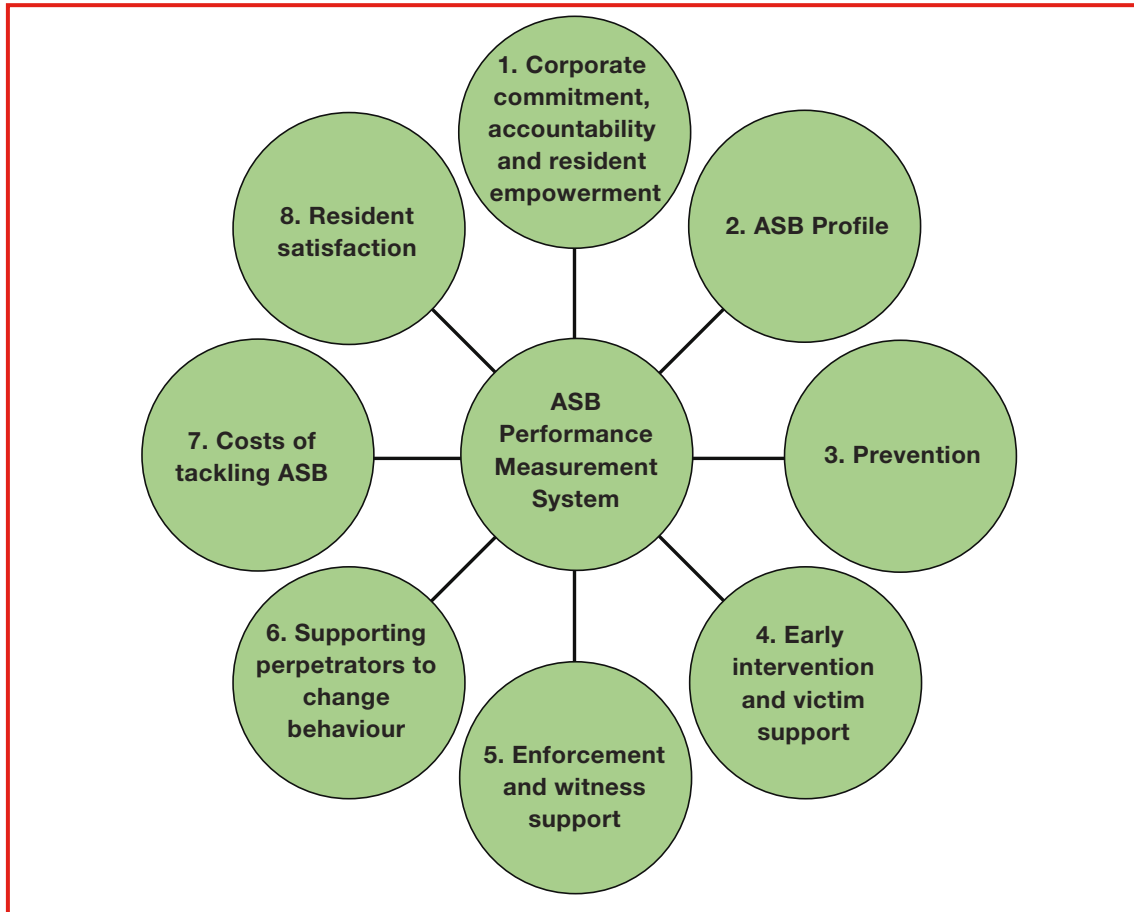 1. Corporate
commitment,
accountability
and resident
empowerment
2. ASB Profile
3. Prevention
4. Early
intervention
and victim
support
5. Enforcement
and witness
support
6. Supporting
perpetrators to
change
behaviour
7. Costs of
tackling ASB
8. Resident
satisfaction
ASB
Performance
Measurement
System